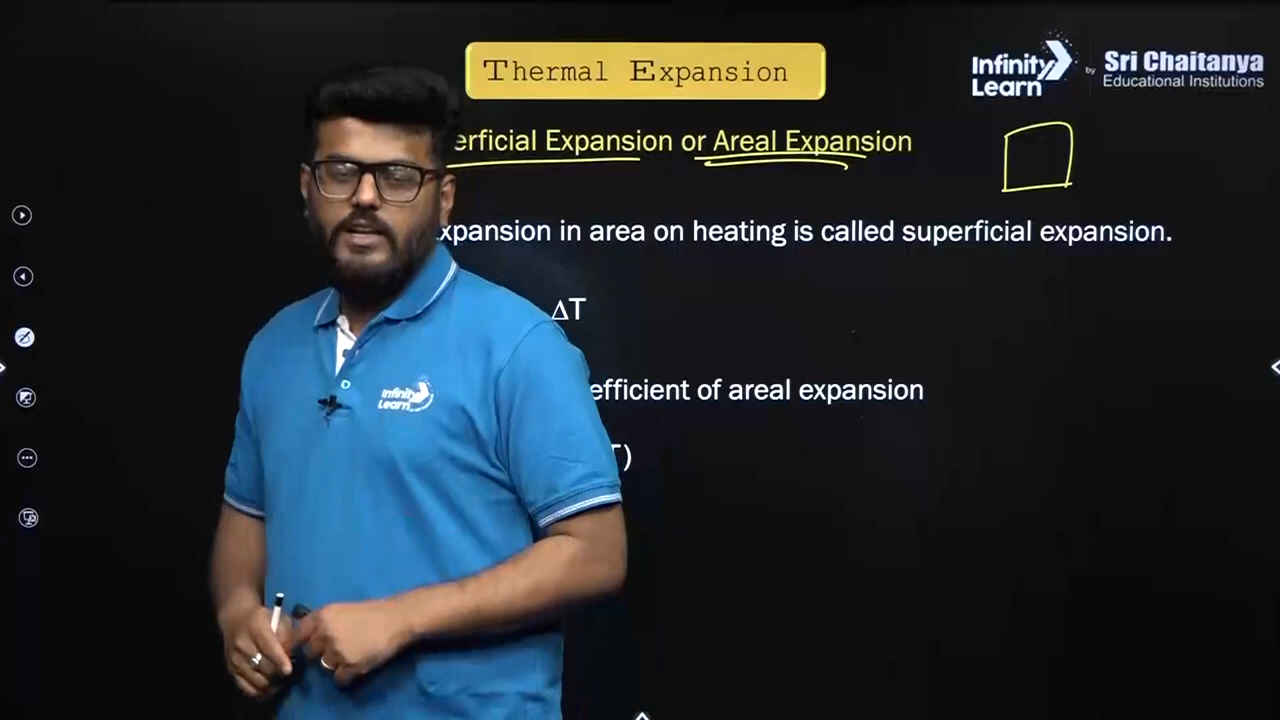 Thermal Expansion
Infinity Learn by Sri Chaitanya Educational Institutions
erficial Expansion or Areal Expansion
xpansion in area on heating is called superficial expansion.
ΔT
efficient of areal expansion
T)
Infinity Learn